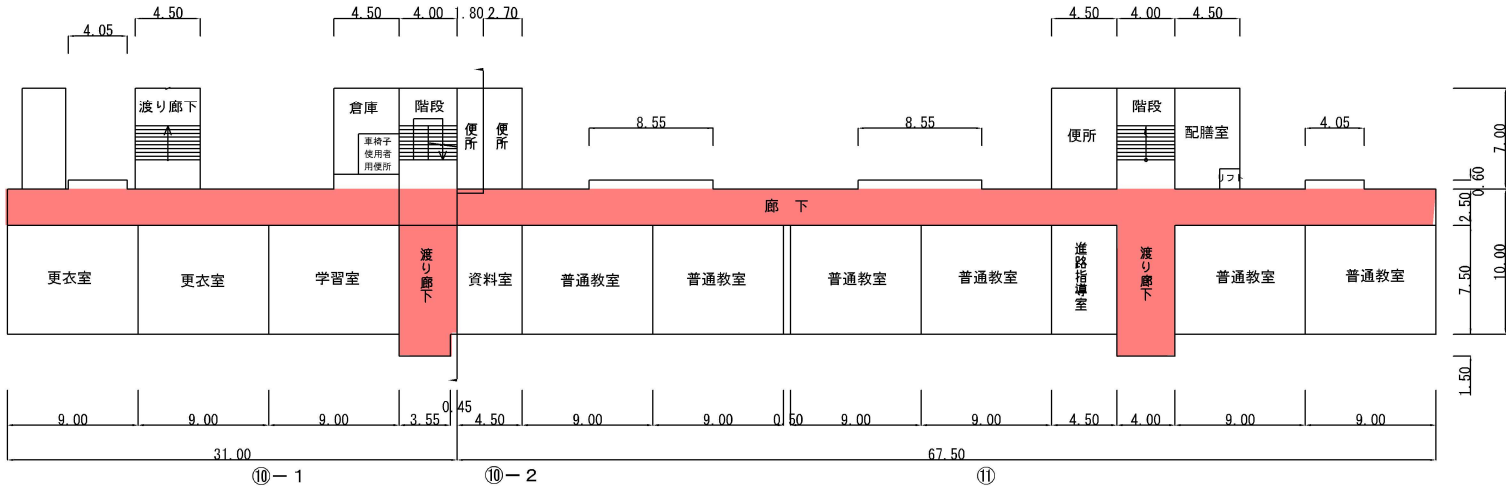 4.50
4.50
4.00
1.80
2.70
4.50
4.00
4.50
4.05
渡り廊下
倉庫
階段
便所
便所
車椅子
使用者
用便所
8.55
8.55
便所
階段
配膳室
リフト
4.05
7.00
0.60
廊 下
2.50
10.00
7.50
1.50
更衣室
更衣室
学習室
渡り廊下
資料室
普通教室
普通教室
普通教室
普通教室
進路指導室
渡り廊下
普通教室
普通教室
9.00
9.00
9.00
3.55
0.45
4.50
9.00
9.00
0.50
9.00
9.00
4.50
4.00
9.00
9.00
31.00
67.50
⑩-1
⑩-2
⑪